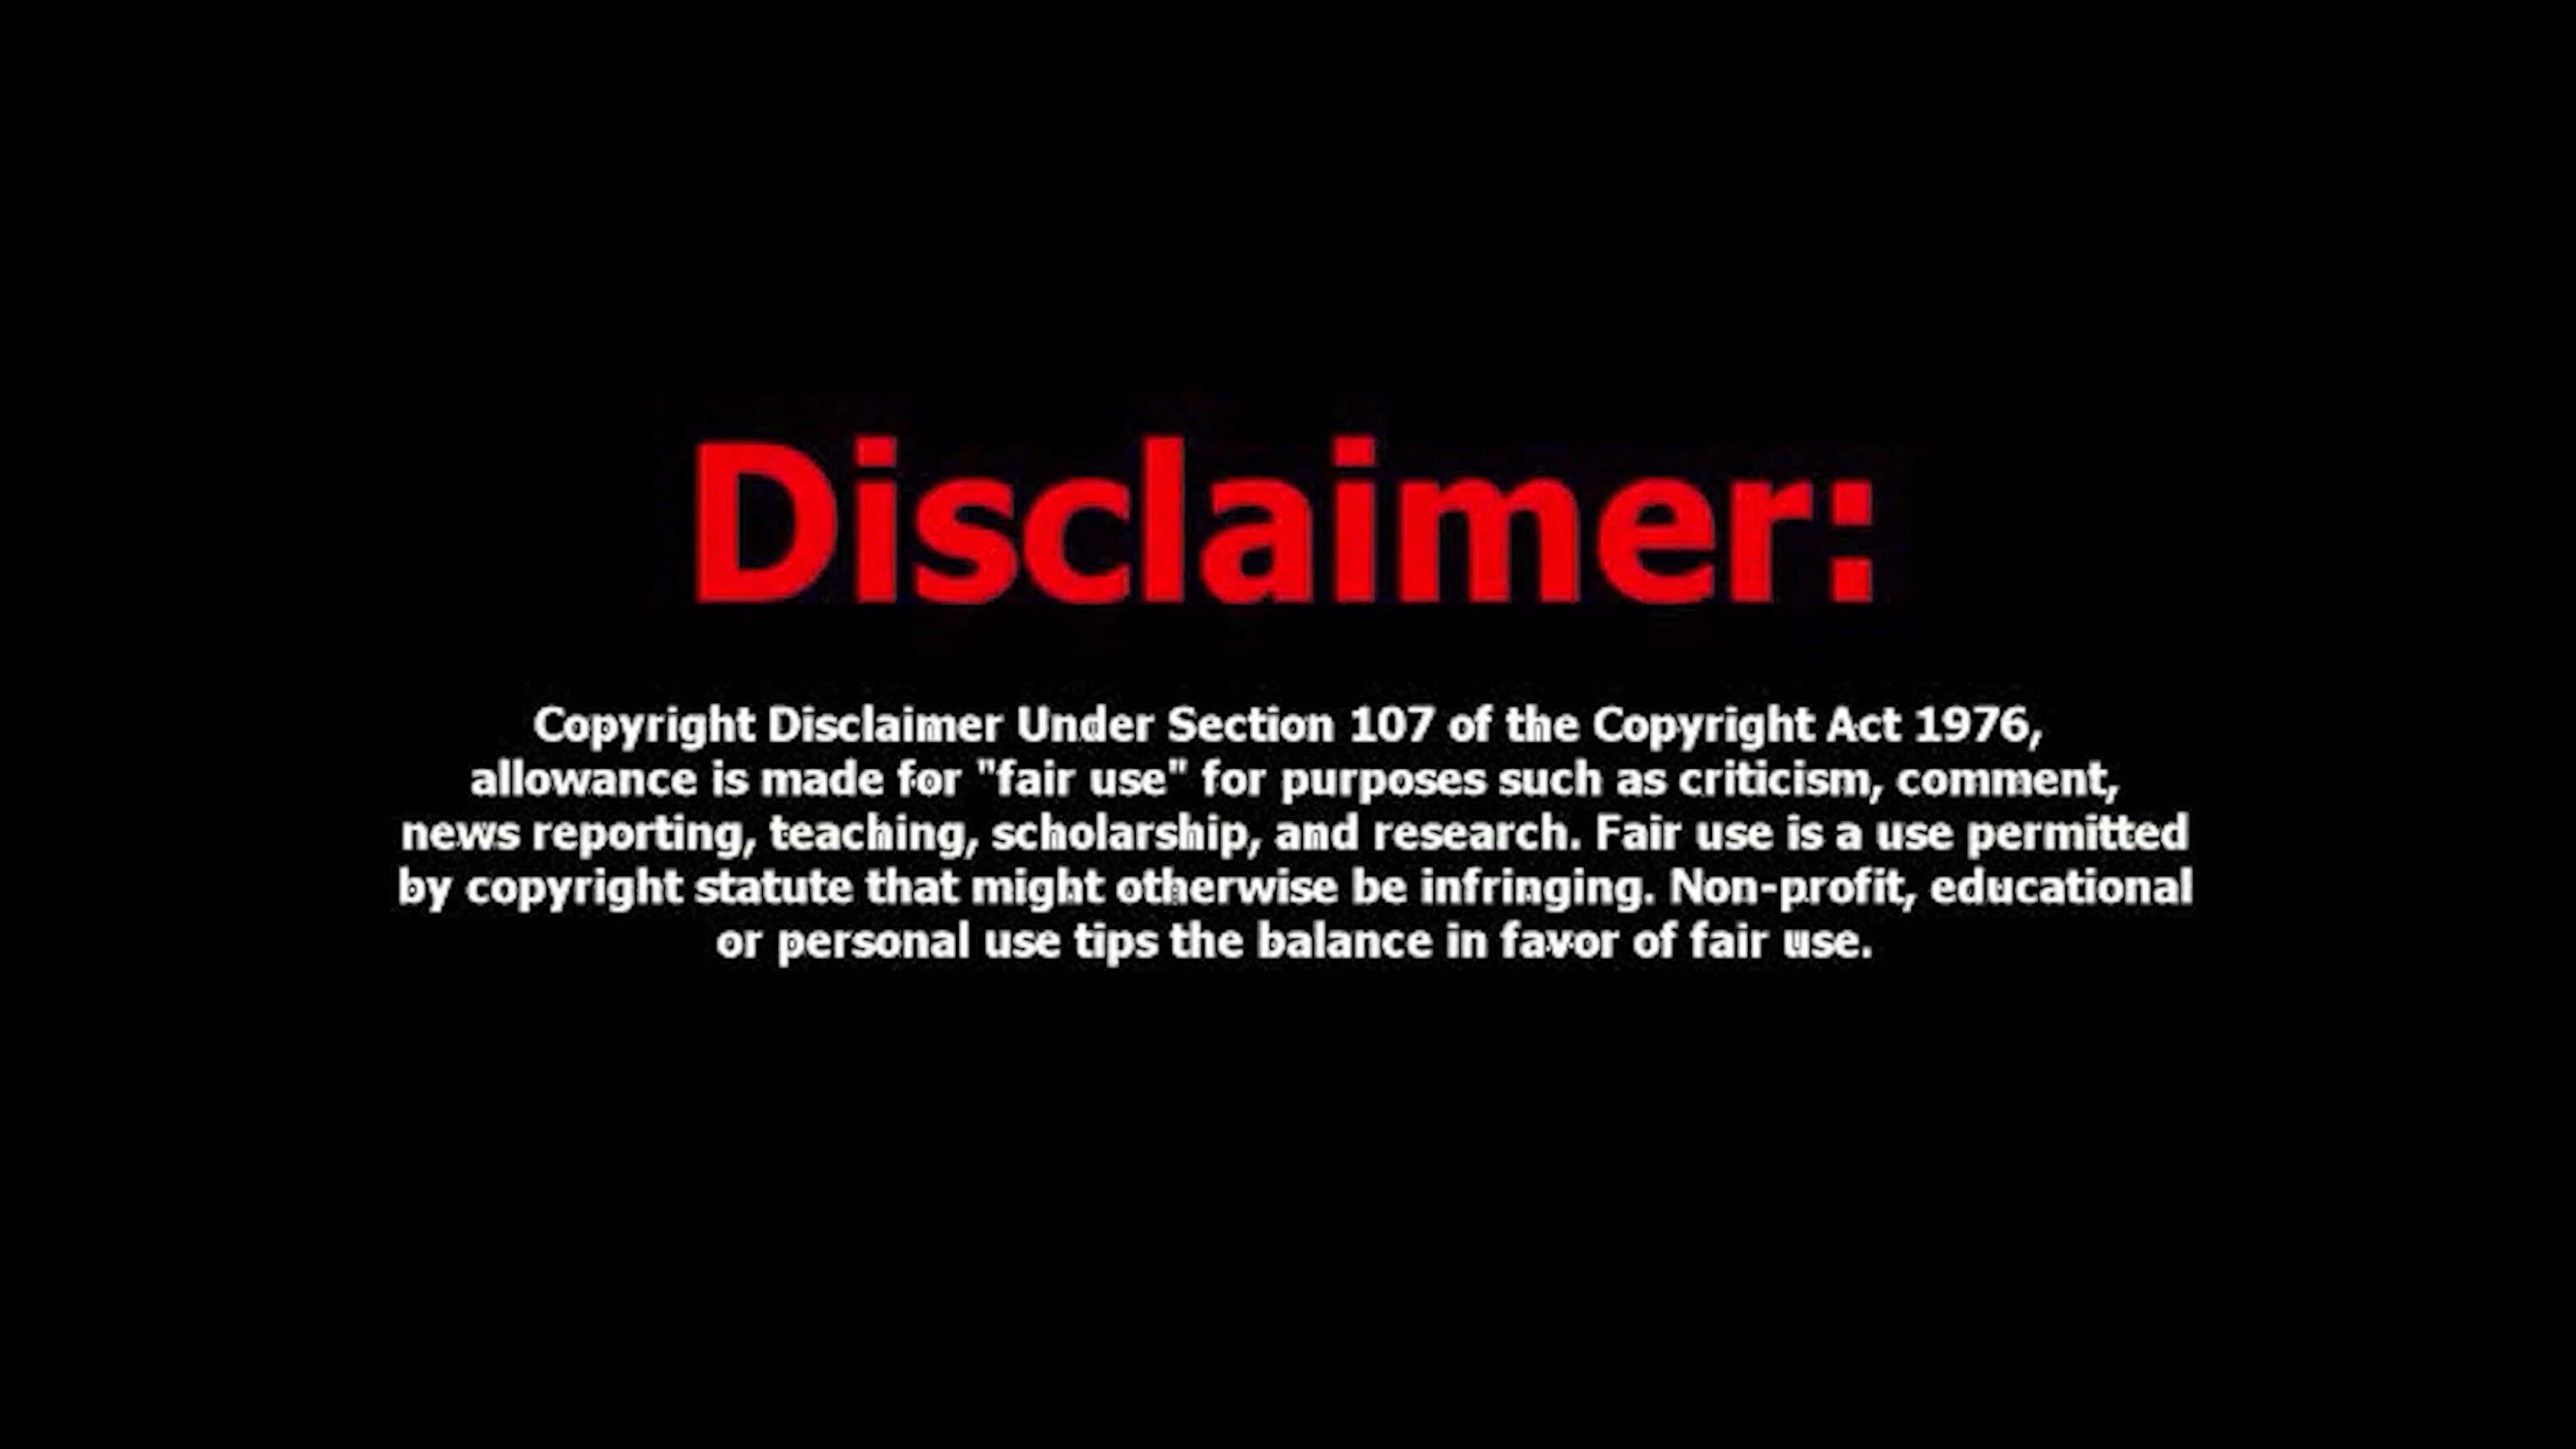 Disclaimer:
Copyright Disclaimer Under Section 107 of the Copyright Act 1976,
allowance is made for "fair use" for purposes such as criticism, comment,
news reporting, teaching, scholarship, and research. Fair use is a use permitted
by copyright statute that might otherwise be infringing. Non-profit, educational
or personal use tips the balance in favor of fair use.